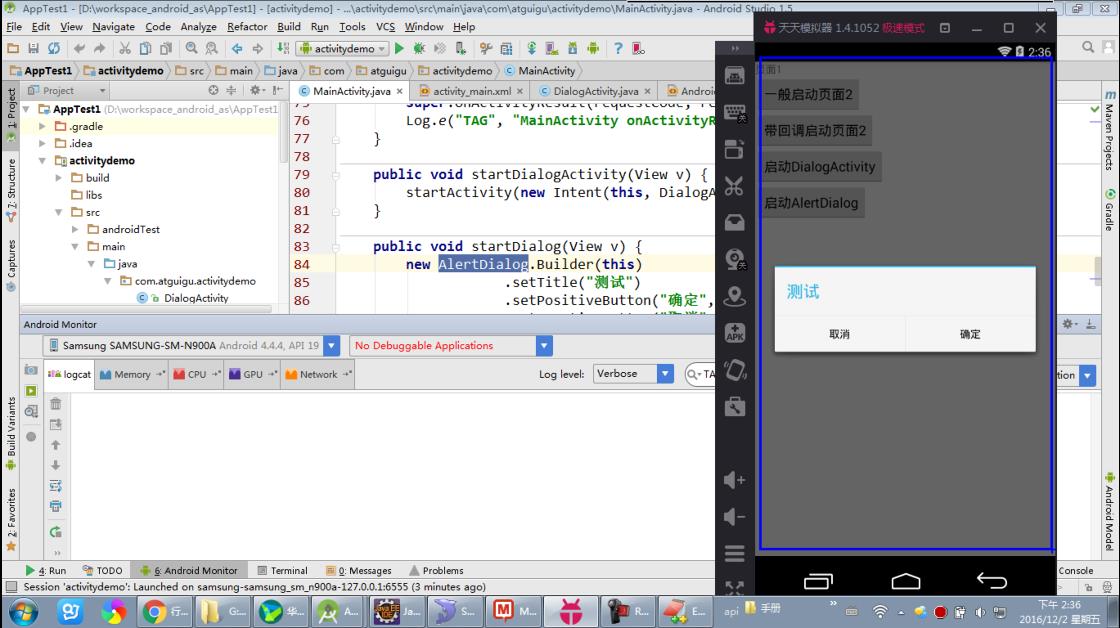 AppTest1 - [D:\workspace_android_as\AppTest1] - [activitydemo] - ...\activitydemo\src\main\java\com\atguigu\activitydemo\MainActivity.java - Android Studio 1.5
File Edit View Navigate Code Analyze Refactor Build Run Tools VCS Window Help
activitydemo
AppTest1 activitydemo src main java com atguigu activitydemo MainActivity
1: Project
Project
MainActivity.java
activity_main.xml
DialogActivity.java
AppTest1 (D:\workspace_android_as\AppTest1
.gradle
.idea
activitydemo
build
libs
src
androidTest
main
java
com.atguigu.activitydemo
DialogActivity
7: Structure
Captures
Build Variants
2: Favorites
76 Log.e("TAG", "MainActivity onActivityR
77 }
78
79 public void startDialogActivity(View v) {
80 startActivity(new Intent(this, DialogA
81 }
82
83 public void startDialog(View v) {
84 new AlertDialog.Builder(this)
85 .setTitle("测试")
86 .setPositiveButton("确定",
Maven Projects
Gradle
Android Model
Android Monitor
Samsung SAMSUNG-SM-N900A Android 4.4.4, API 19
No Debuggable Applications
logcat Memory CPU GPU Network
Log level: Verbose
TA
天天模拟器 1.4.1052 极速模式
2:36
页面1
一般启动页面2
带回调启动页面2
启动DialogActivity
启动AlertDialog
测试
取消 确定
APK
4: Run TODO 6: Android Monitor Terminal 0: Messages Problems
Console
Session 'activitydemo': Launched on samsung-samsung_sm_n900a-127.0.0.1:6555 (3 minutes ago)
行... G:... 华... A... Ja... S... M... R... E...
api 手册
下午 2:36
2016/12/2 星期五